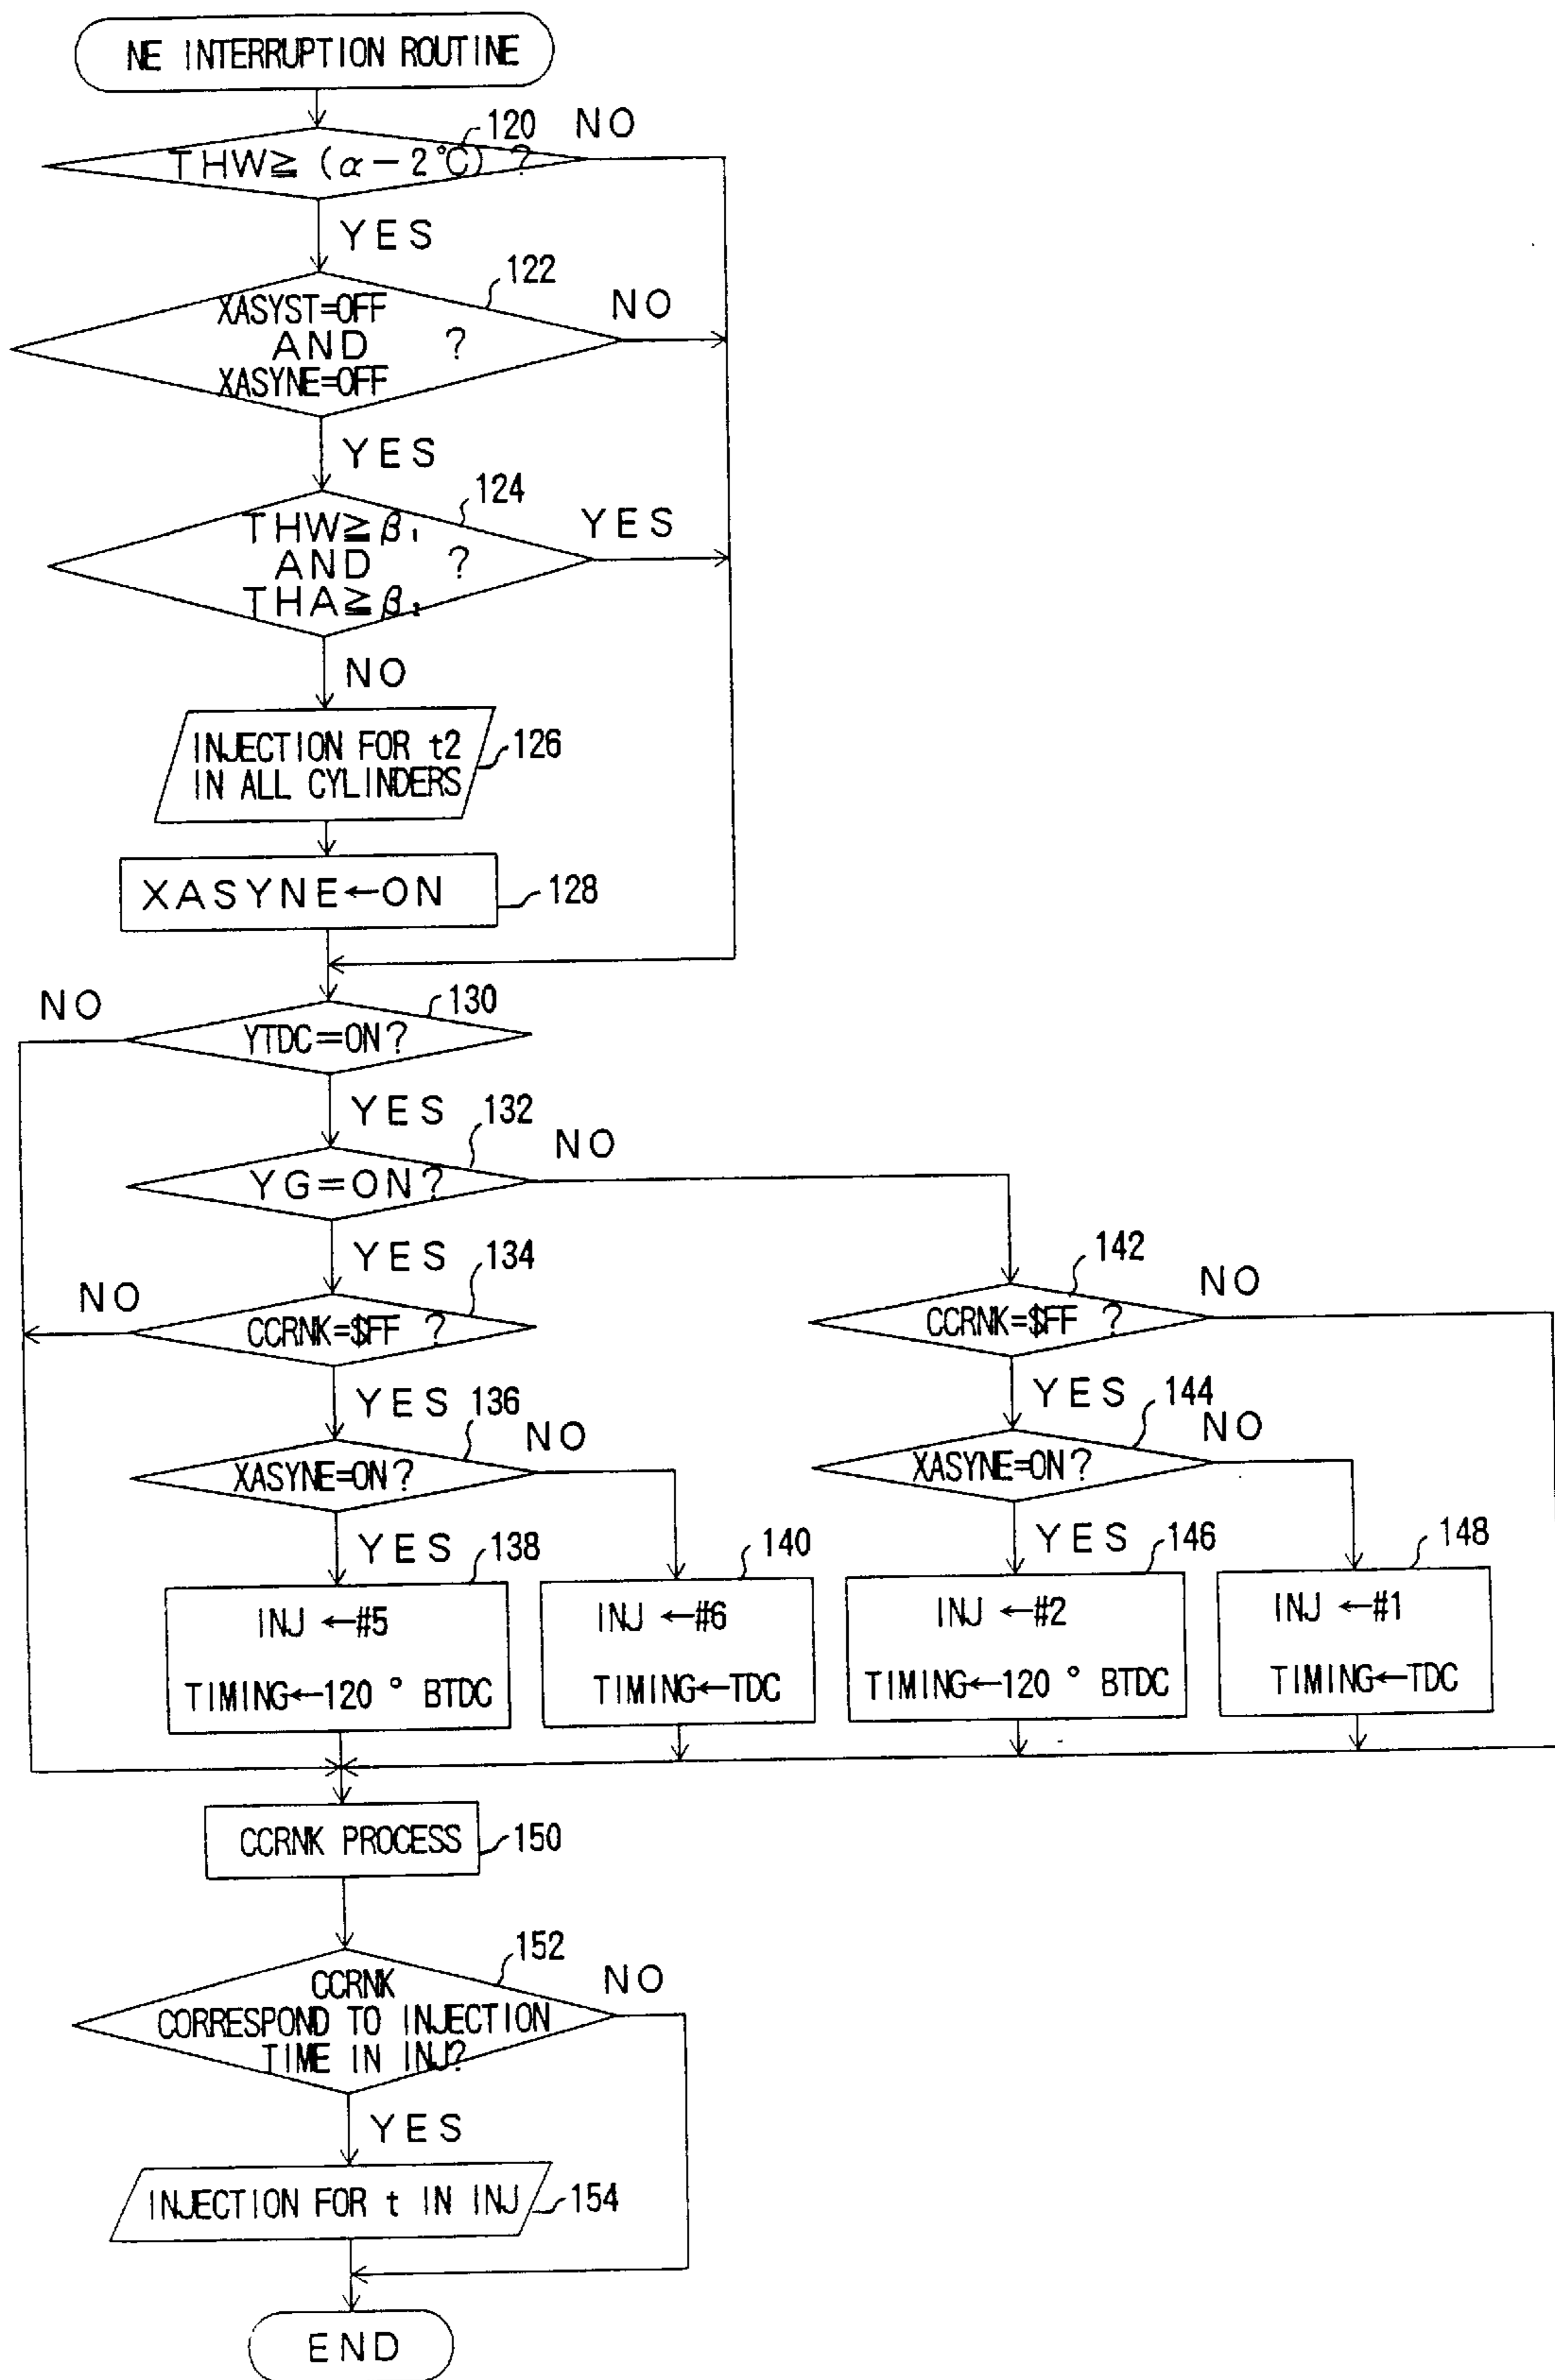 NE INTERRUPTION ROUTINE
120
NO
THW≧ (α−2℃) ?
YES
122
XASYST=OFF
NO
AND ?
XASYNE=OFF
YES
124
THW≧β₁
YES
AND ?
THA≧β₂
NO
INJECTION FOR t2
126
IN ALL CYLINDERS
XASYNE←ON
128
NO
130
YTDC=ON?
YES
132
NO
YG=ON?
YES
134
142
NO
NO
CCRNK=$FF ?
CCRNK=$FF ?
YES
136
YES
144
NO
NO
XASYNE=ON?
XASYNE=ON?
YES
138
140
YES
146
148
INJ ←#5
INJ ←#6
INJ ←#2
INJ ←#1
TIMING←120 ° BTDC
TIMING←TDC
TIMING←120 ° BTDC
TIMING←TDC
CCRNK PROCESS
150
152
CCRNK
NO
CORRESPOND TO INJECTION
TIME IN INJ?
YES
INJECTION FOR t IN INJ
154
END